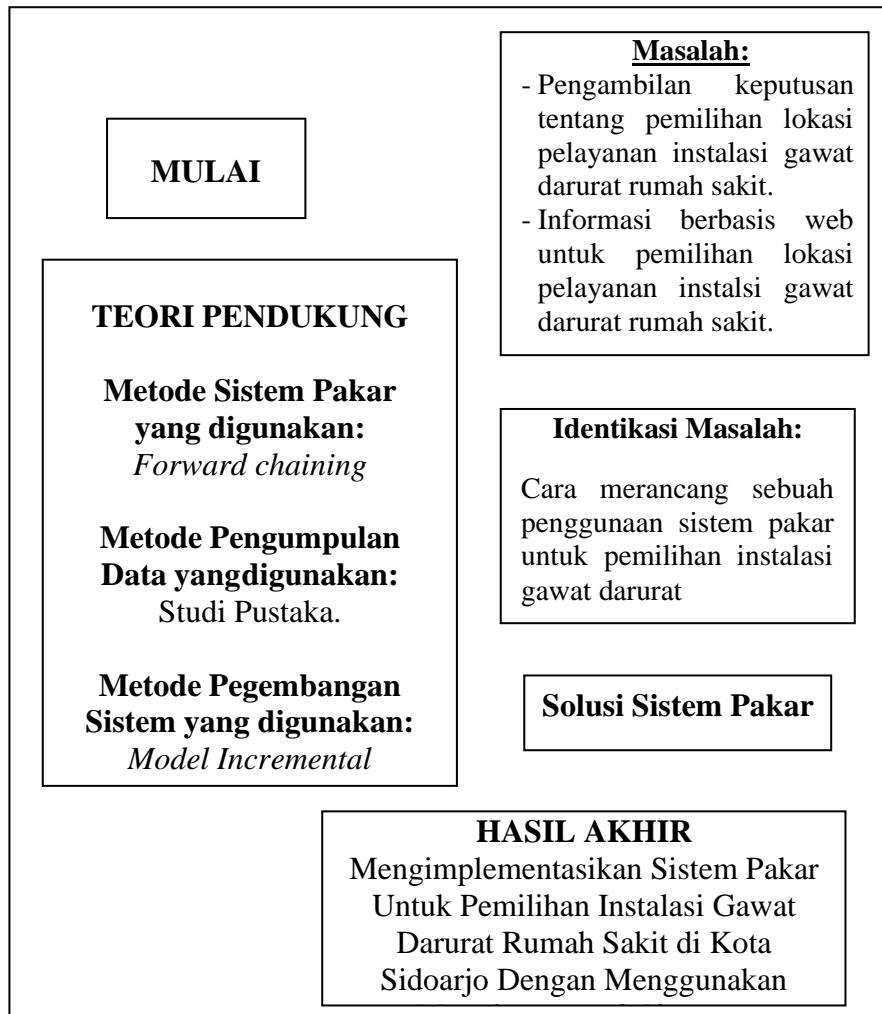 MULAI
Masalah:
- Pengambilan keputusan
tentang pemilihan lokasi
pelayanan instalasi gawat
darurat rumah sakit.
- Informasi berbasis web
untuk pemilihan lokasi
pelayanan instalsi gawat
darurat rumah sakit.
TEORI PENDUKUNG
Metode Sistem Pakar
yang digunakan:
Forward chaining
Metode Pengumpulan
Data yangdigunakan:
Studi Pustaka.
Metode Pegembangan
Sistem yang digunakan:
Model Incremental
Identikasi Masalah:
Cara merancang sebuah
penggunaan sistem pakar
untuk pemilihan instalasi
gawat darurat
Solusi Sistem Pakar
HASIL AKHIR
Mengimplementasikan Sistem Pakar
Untuk Pemilihan Instalasi Gawat
Darurat Rumah Sakit di Kota
Sidoarjo Dengan Menggunakan